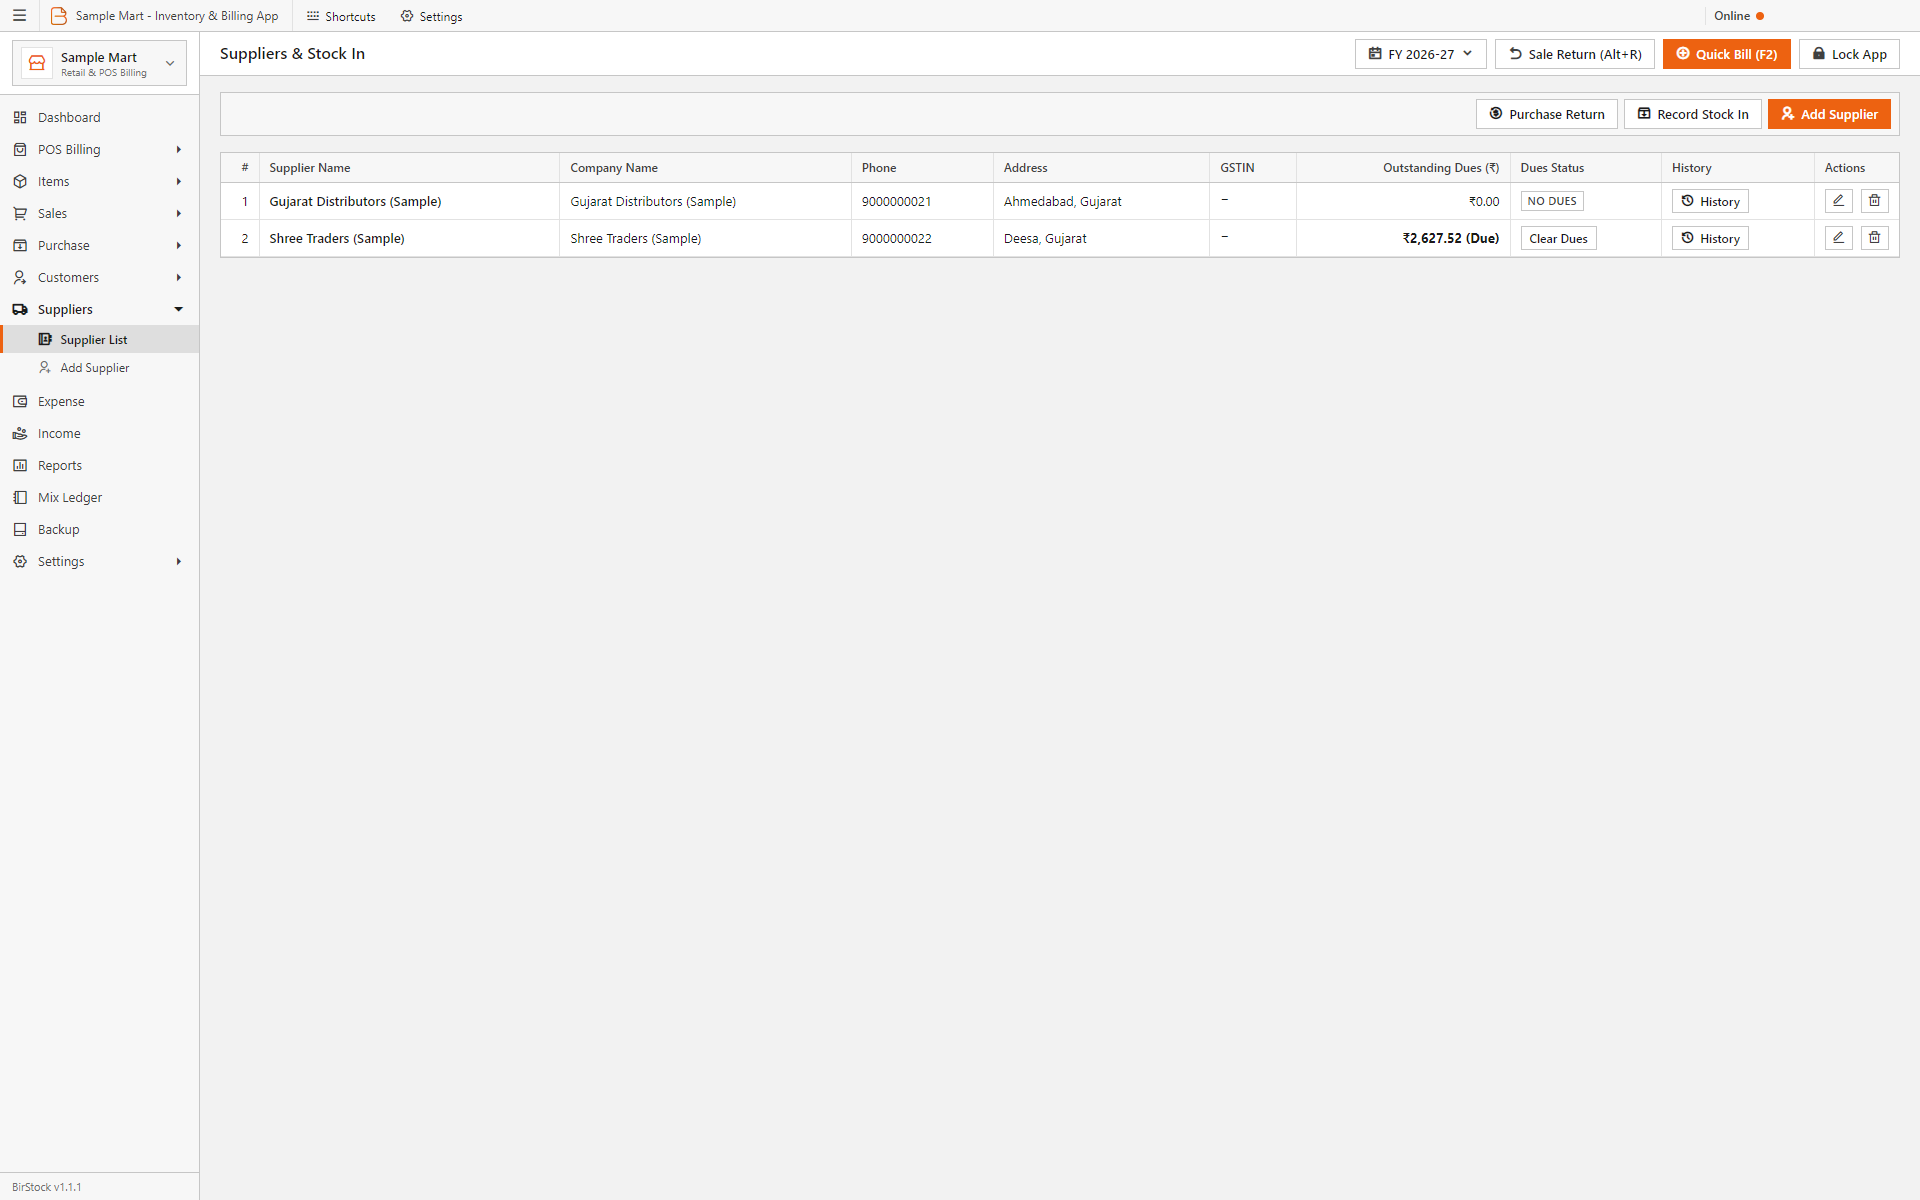 Sample Mart - Inventory & Billing App
Shortcuts
Settings
Online
Sample Mart
Retail & POS Billing
Suppliers & Stock In
FY 2026-27
Sale Return (Alt+R)
Quick Bill (F2)
Lock App
Dashboard
POS Billing
Items
Sales
Purchase
Customers
Suppliers
Supplier List
Add Supplier
Expense
Income
Reports
Mix Ledger
Backup
Settings
Purchase Return
Record Stock In
Add Supplier
# Supplier Name Company Name Phone Address GSTIN Outstanding Dues (₹) Dues Status History Actions
1 Gujarat Distributors (Sample) Gujarat Distributors (Sample) 9000000021 Ahmedabad, Gujarat – ₹0.00 NO DUES History
2 Shree Traders (Sample) Shree Traders (Sample) 9000000022 Deesa, Gujarat – ₹2,627.52 (Due) Clear Dues History
BirStock v1.1.1